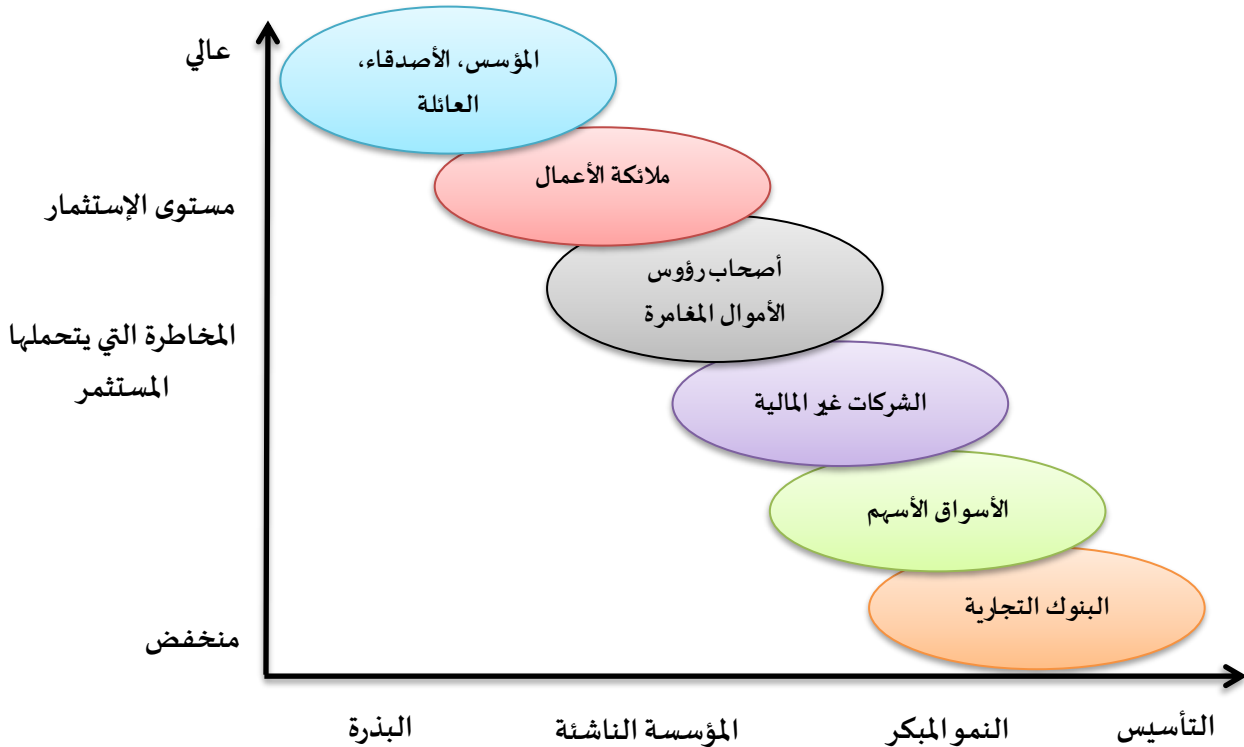 عالي
المؤسس، الأصدقاء،
العائلة
ملائكة الأعمال
مستوى الإستثمار
أصحاب رؤوس
الأموال المغامرة
المخاطرة التي يتحملها
المستثمر
الشركات غير المالية
الأسواق الأسهم
البنوك التجارية
منخفض
البذرة
المؤسسة الناشئة
النمو المبكر
التأسيس